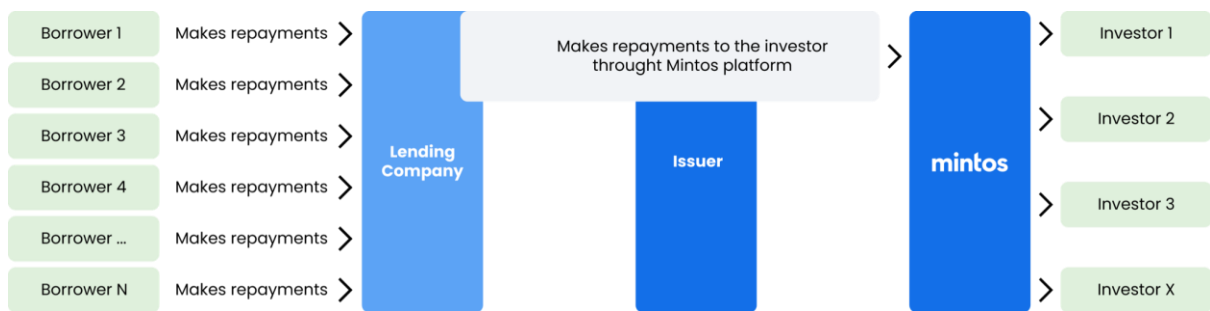 Borrower 1
Makes repayments
Borrower 2
Makes repayments
Borrower 3
Makes repayments
Borrower 4
Makes repayments
Borrower ...
Makes repayments
Borrower N
Makes repayments
Lending
Company
Makes repayments to the investor
throught Mintos platform
Issuer
mintos
Investor 1
Investor 2
Investor 3
Investor X